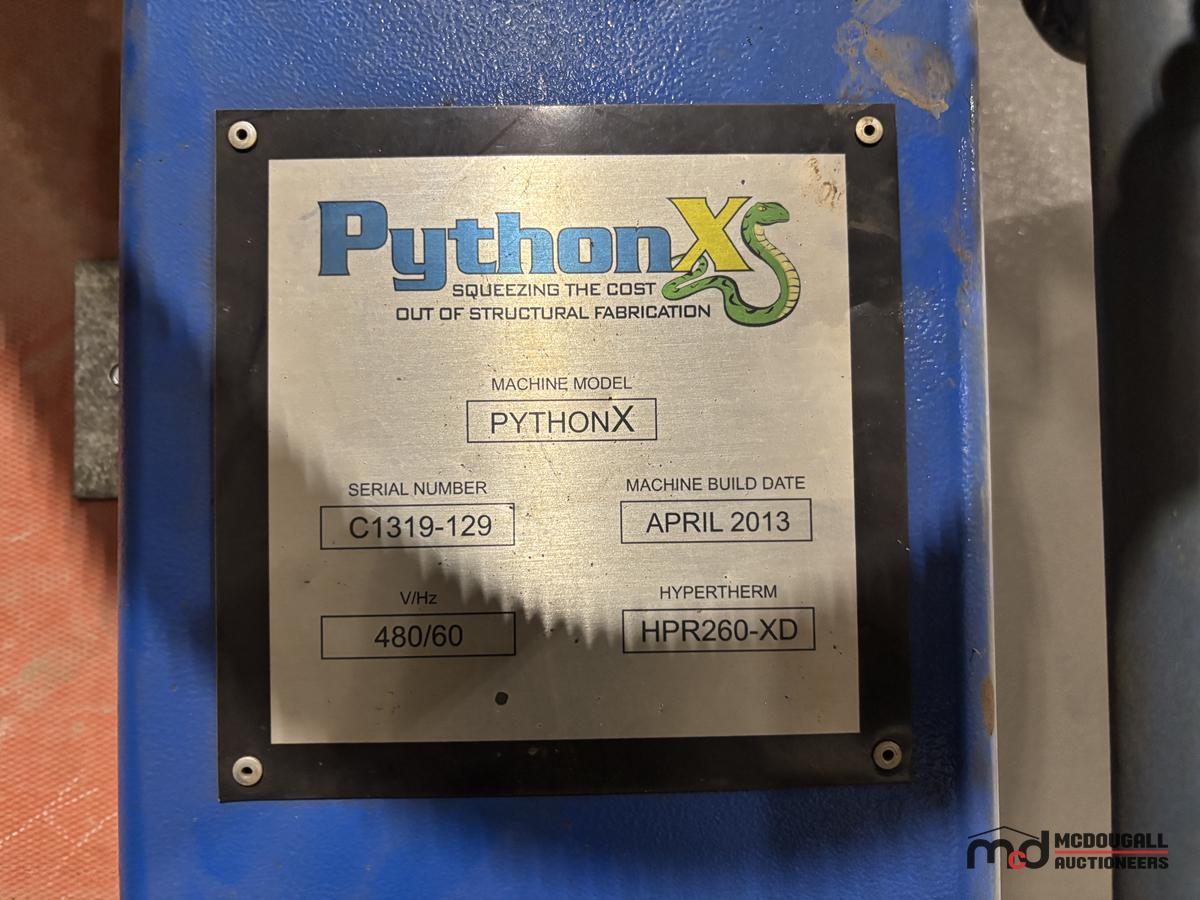 PythonX
SQUEEZING THE COST
OUT OF STRUCTURAL FABRICATION
MACHINE MODEL
PYTHONX
SERIAL NUMBER
C1319-129
MACHINE BUILD DATE
APRIL 2013
V/Hz
480/60
HYPERTHERM
HPR260-XD
mcd
MCDOUGALL
AUCTIONEERS